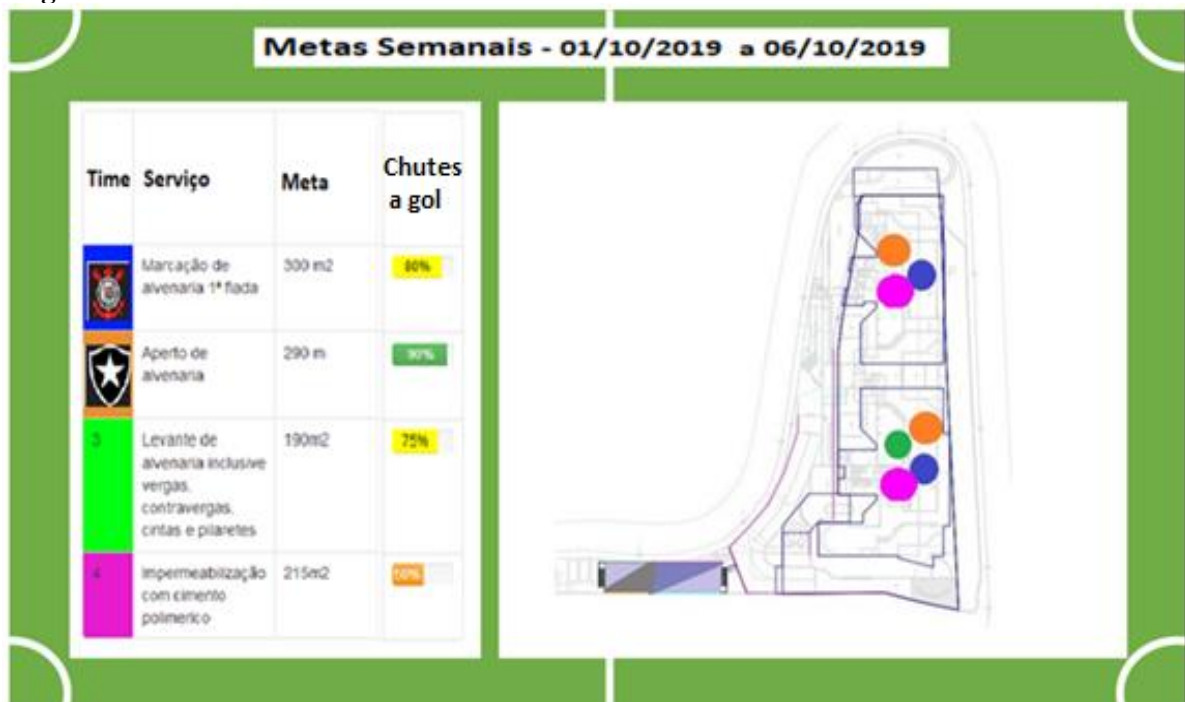 Metas Semanais - 01/10/2019 a 06/10/2019
Time Serviço Meta Chutes
a gol
Marcação de
alvenaria 1ª fiada
300 m2
80%
Aperto de
alvenaria
290 m
90%
3
Levante de
alvenaria inclusive
vergas,
contravergas,
cintas e pilaretes
190m2
75%
4
Impermeabilização
com cimento
polimerico
215m2